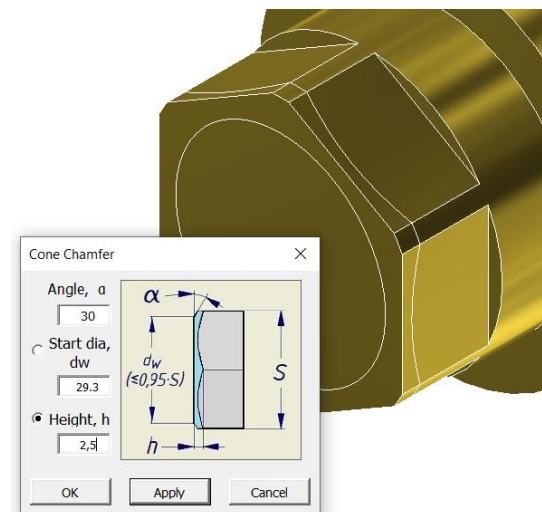 Cone Chamfer
Angle, α
30
Start dia,
dw
29.3
Height, h
2,5
α
dw
(≤0,95·S)
S
h
OK
Apply
Cancel